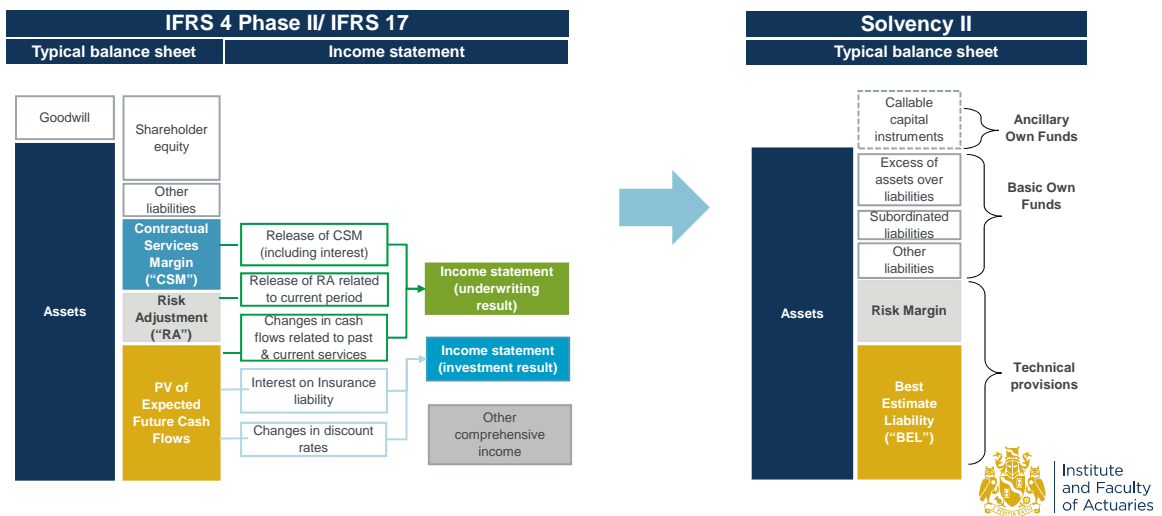 IFRS 4 Phase II/ IFRS 17
Typical balance sheet
Income statement
Goodwill
Assets
Shareholder
equity
Other
liabilities
Contractual
Services
Margin
(“CSM”)
Risk
Adjustment
(“RA”)
PV of
Expected
Future Cash
Flows
Release of CSM
(including interest)
Release of RA related
to current period
Changes in cash
flows related to past
& current services
Interest on Insurance
liability
Changes in discount
rates
Income statement
(underwriting
result)
Income statement
(investment result)
Other
comprehensive
income
Solvency II
Typical balance sheet
Assets
Callable
capital
instruments
Excess of
assets over
liabilities
Subordinated
liabilities
Other
liabilities
Risk Margin
Best
Estimate
Liability
(“BEL”)
Ancillary
Own Funds
Basic Own
Funds
Technical
provisions
Institute
and Faculty
of Actuaries